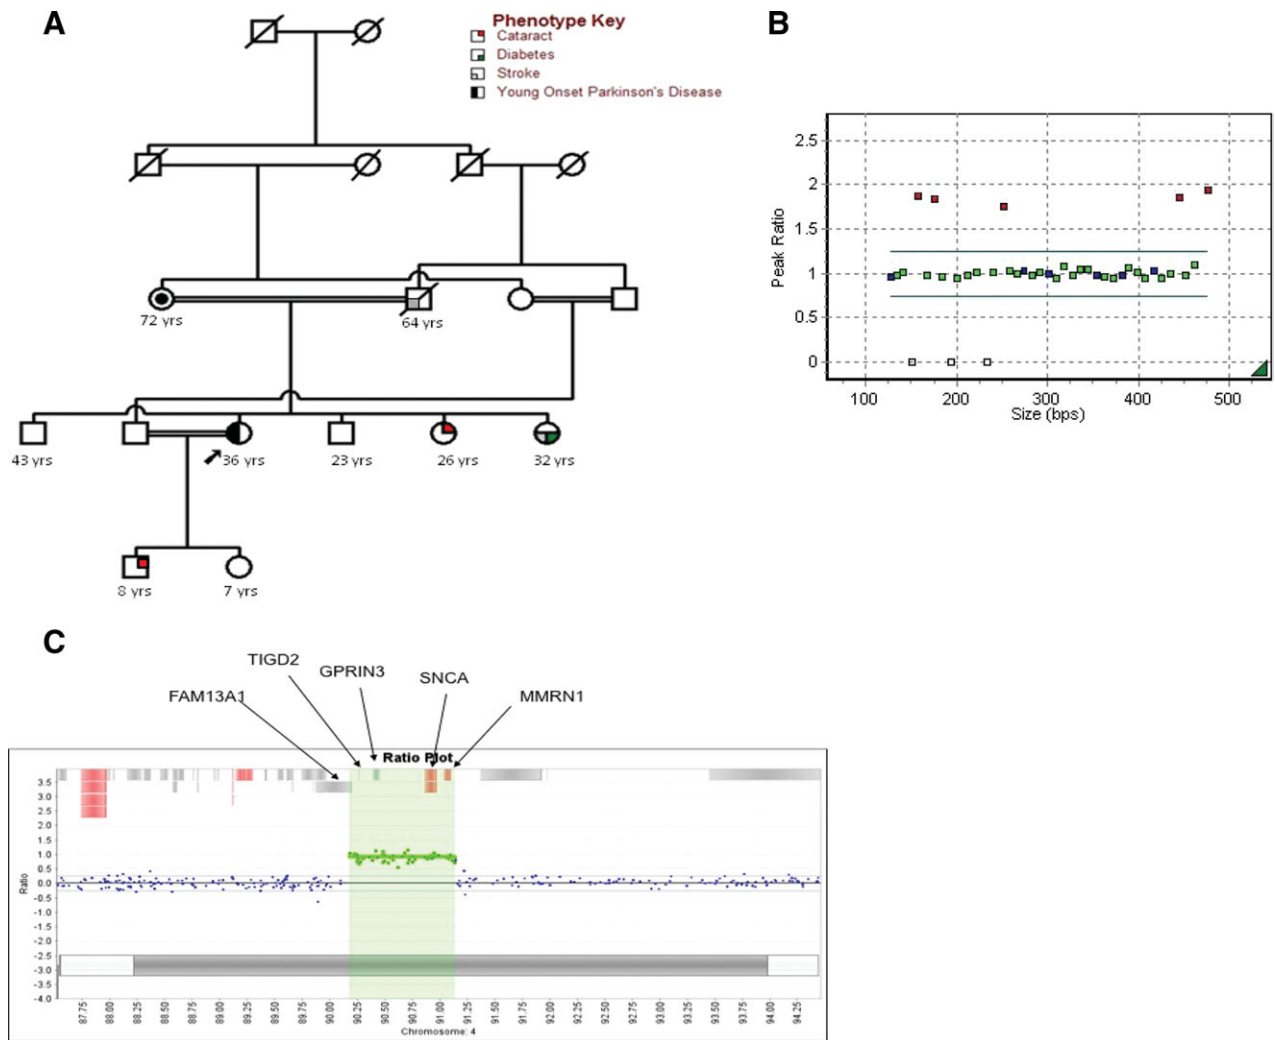 A
Phenotype Key
Cataract
Diabetes
Stroke
Young Onset Parkinson's Disease
72 yrs
64 yrs
43 yrs
36 yrs
23 yrs
26 yrs
32 yrs
8 yrs
7 yrs
B
Peak Ratio
2.5
2
1.5
1
0.5
0
100
200
300
400
500
Size (bps)
C
TIGD2
GPRIN3
SNCA
FAM13A1
MMRN1
Ratio Plot
Ratio
3.5
3.0
2.5
2.0
1.5
1.0
0.5
0.0
-0.5
-1.0
-1.5
-2.0
-2.5
-3.0
-3.5
-4.0
87.75
88.00
88.25
88.50
88.75
89.00
89.25
89.50
89.75
90.00
90.25
90.50
90.75
91.00
91.25
91.50
91.75
92.00
92.25
92.50
92.75
93.00
93.25
93.50
93.75
94.00
94.25
Chromosome: 4